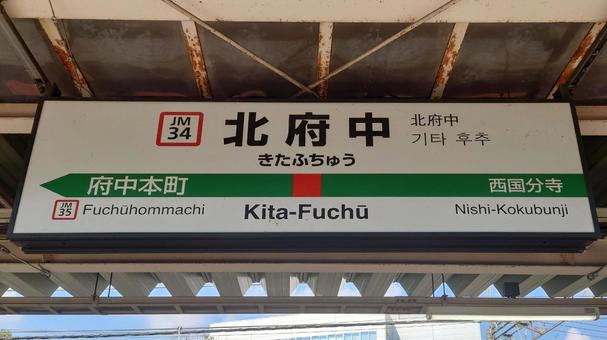 JM
34
北府中
きたふちゅう
北府中
기타 후추
府中本町
西国分寺
JM
35
Fuchūhommachi
Kita-Fuchū
Nishi-Kokubunji